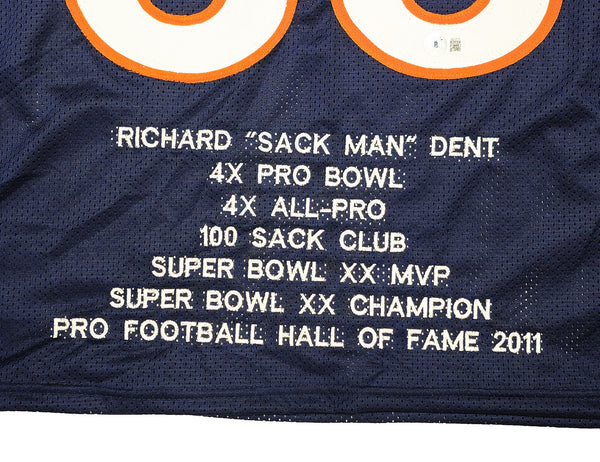 RICHARD "SACK MAN" DENT
4X PRO BOWL
4X ALL-PRO
100 SACK CLUB
SUPER BOWL XX MVP
SUPER BOWL XX CHAMPION
PRO FOOTBALL HALL OF FAME 2011